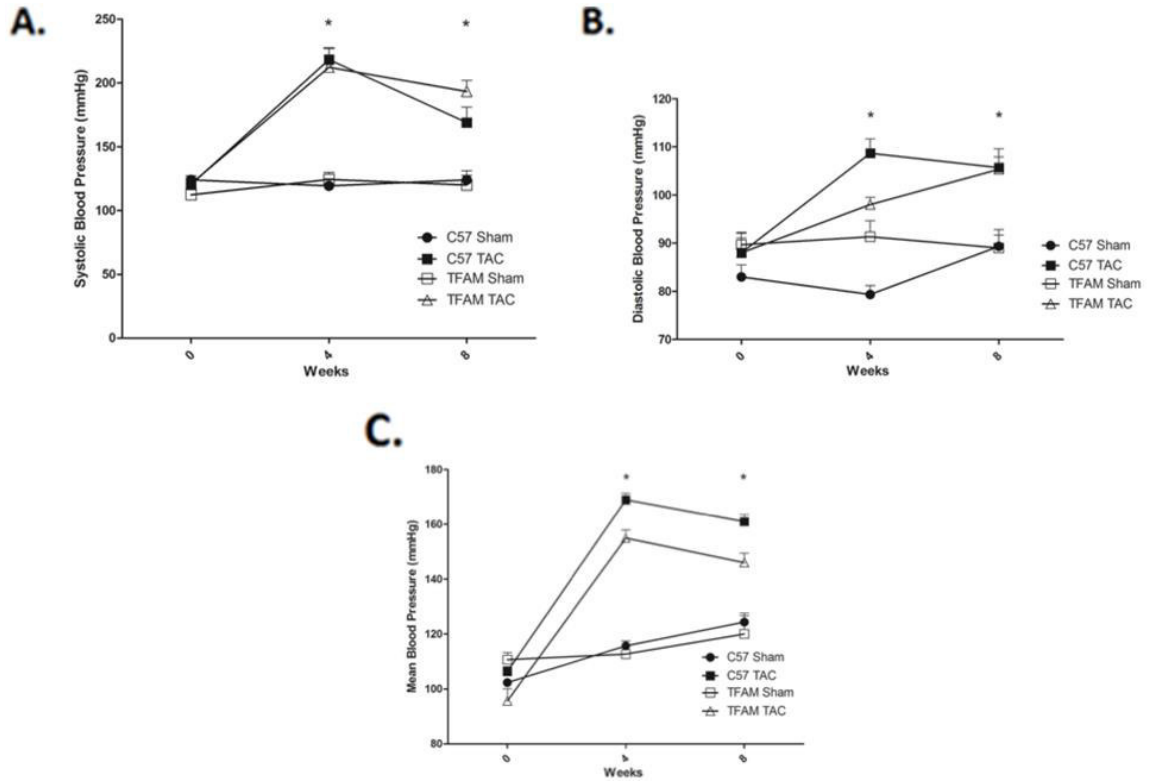 A.
Systolic Blood Pressure (mmHg)
250
200
150
100
50
0
*
*
C57 Sham
C57 TAC
TFAM Sham
TFAM TAC
0
4
8
Weeks
B.
Diastolic Blood Pressure (mmHg)
120
110
100
90
80
70
*
*
C57 Sham
C57 TAC
TFAM Sham
TFAM TAC
0
4
8
Weeks
C.
Mean Blood Pressure (mmHg)
180
160
140
120
100
80
*
*
C57 Sham
C57 TAC
TFAM Sham
TFAM TAC
0
4
8
Weeks